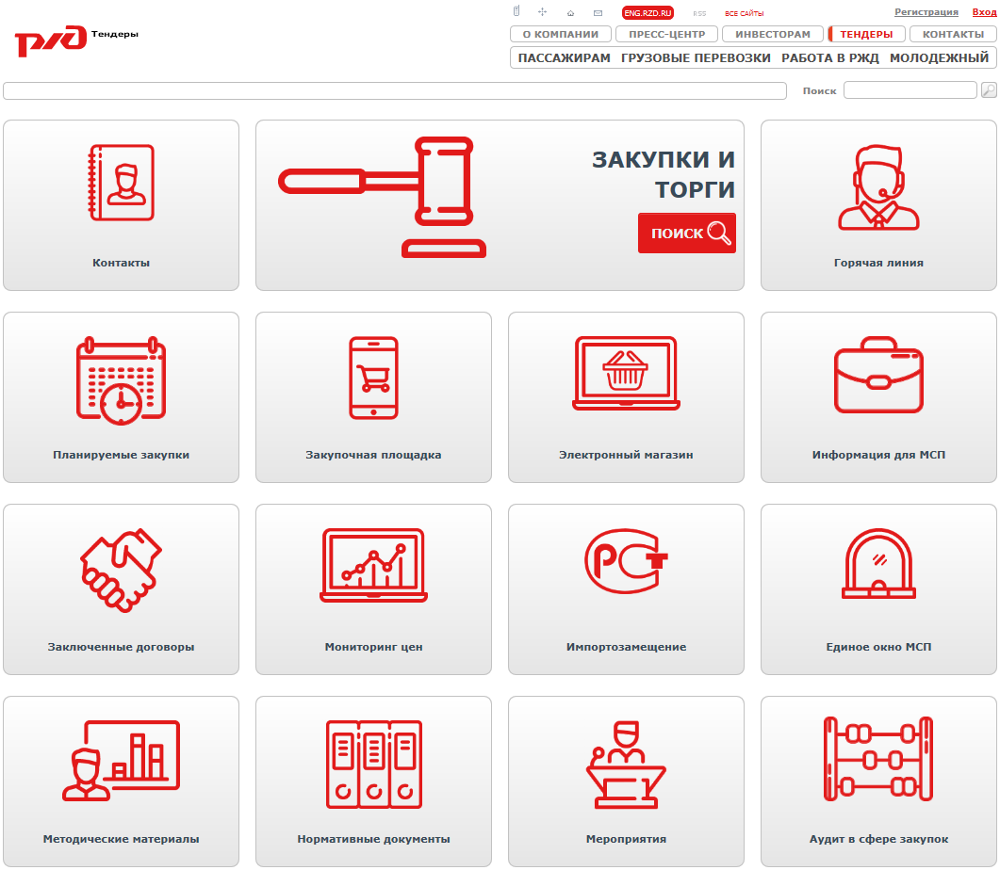 ENG.RZD.RU RSS ВСЕ САЙТЫ Регистрация Вход
РЖД Тендеры
О КОМПАНИИ ПРЕСС-ЦЕНТР ИНВЕСТОРАМ ТЕНДЕРЫ КОНТАКТЫ
ПАССАЖИРАМ ГРУЗОВЫЕ ПЕРЕВОЗКИ РАБОТА В РЖД МОЛОДЕЖНЫЙ
Поиск
ЗАКУПКИ И
ТОРГИ
ПОИСК
Контакты Горячая линия
Планируемые закупки Закупочная площадка Электронный магазин Информация для МСП
РСТ
Заключенные договоры Мониторинг цен Импортозамещение Единое окно МСП
Методические материалы Нормативные документы Мероприятия Аудит в сфере закупок